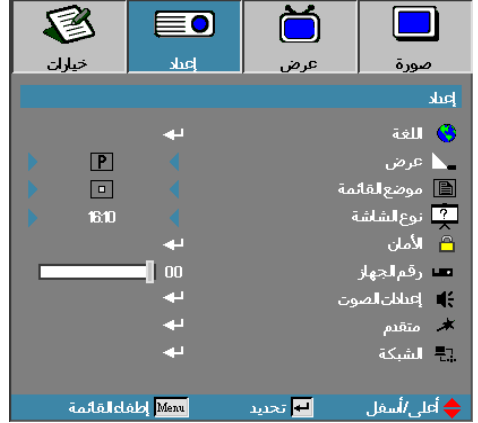 صورة
عرض
إعداد
خيارات
إعداد
اللغة
عرض P
موضع القائمة
نوع الشاشة 16:10
الأمان
رقم الجهاز 00
إعدادات الصوت
متقدم
الشبكة
أعلى/أسفل تحديد Menu إطفاء القائمة